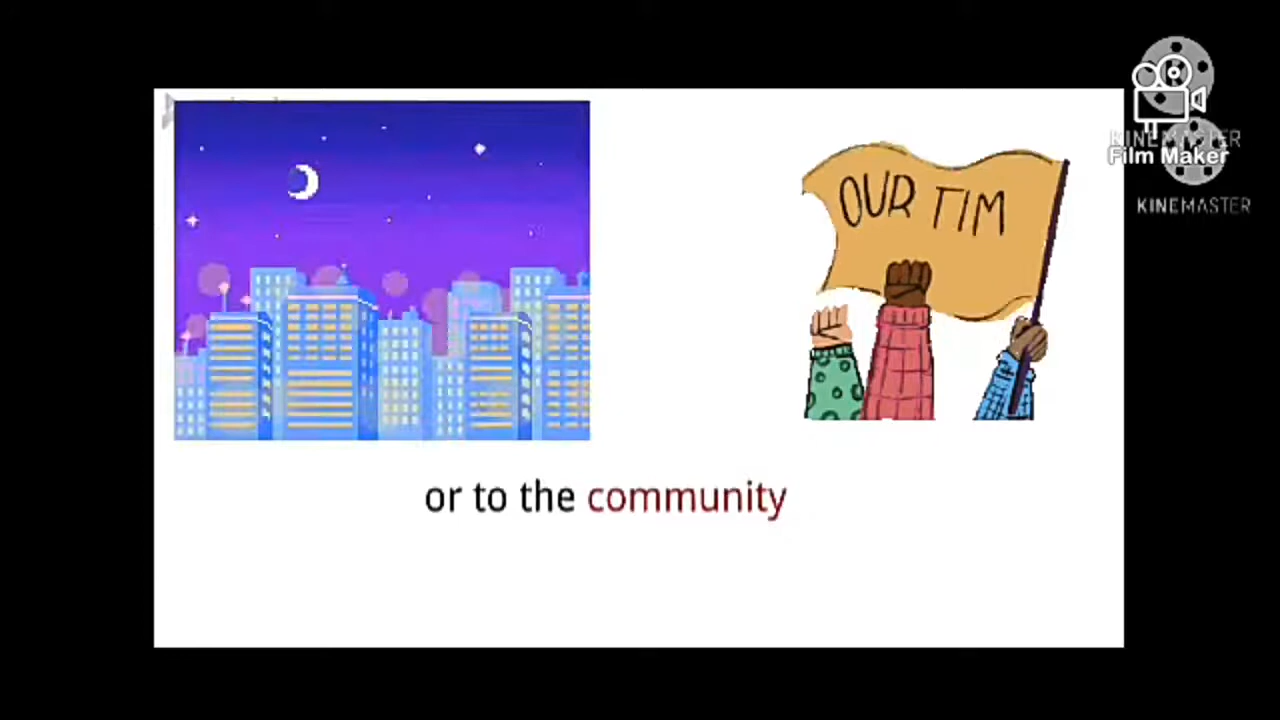 OUR TIM
or to the community
KINEMASTER
Film Maker
KINEMASTER